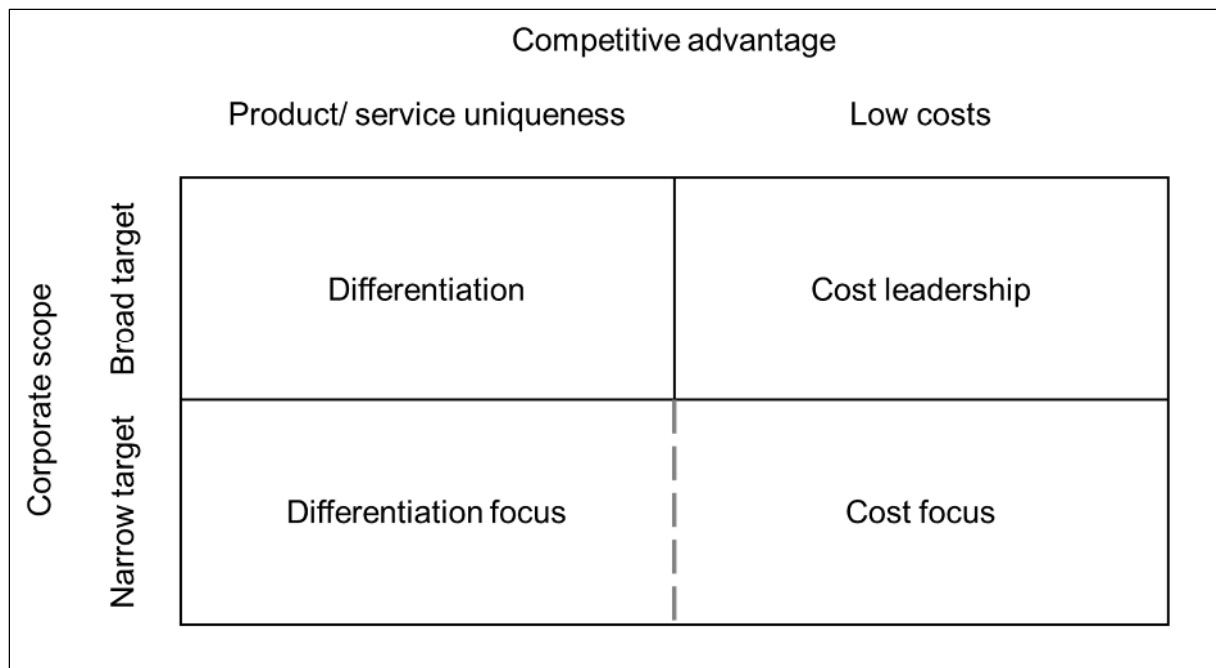 Competitive advantage
Product/ service uniqueness
Low costs
Corporate scope
Broad target
Differentiation
Cost leadership
Narrow target
Differentiation focus
Cost focus